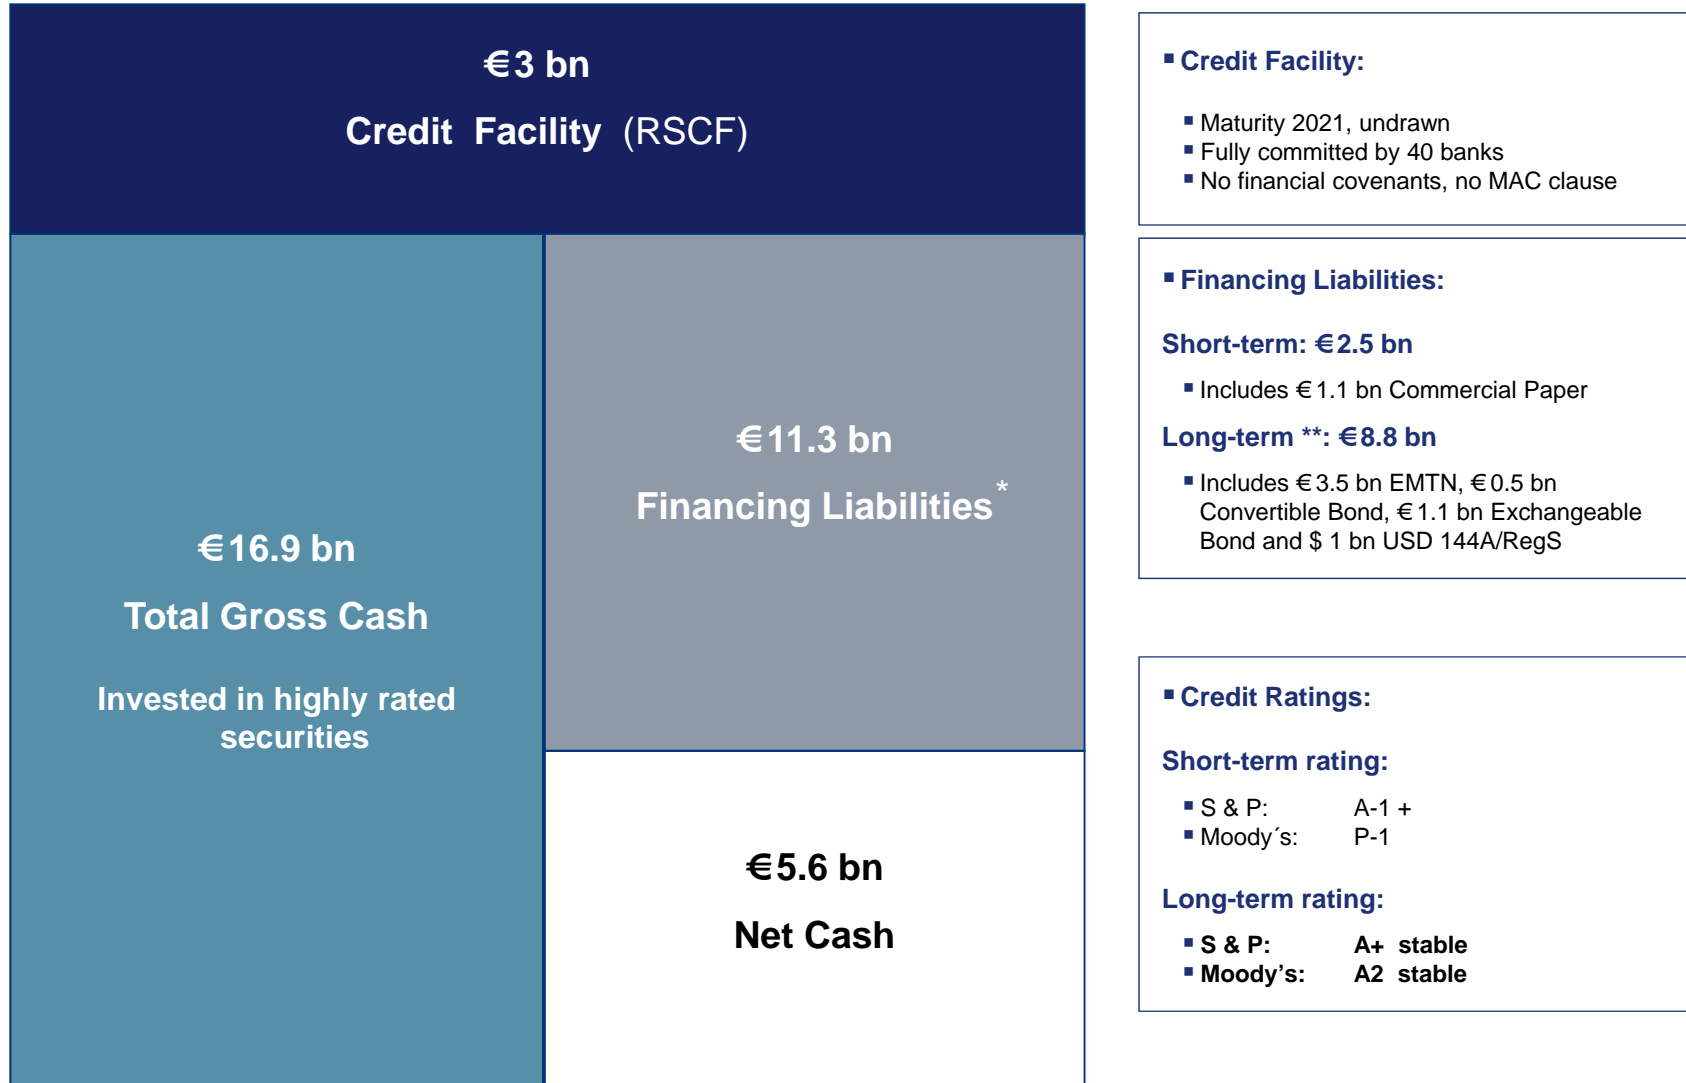 €3 bn
Credit Facility (RSCF)
€16.9 bn
Total Gross Cash
Invested in highly rated
securities
€11.3 bn
Financing Liabilities*
€5.6 bn
Net Cash
▪ Credit Facility:
▪ Maturity 2021, undrawn
▪ Fully committed by 40 banks
▪ No financial covenants, no MAC clause
▪ Financing Liabilities:
Short-term: €2.5 bn
▪ Includes €1.1 bn Commercial Paper
Long-term **: €8.8 bn
▪ Includes €3.5 bn EMTN, €0.5 bn
Convertible Bond, €1.1 bn Exchangeable
Bond and $ 1 bn USD 144A/RegS
▪ Credit Ratings:
Short-term rating:
▪ S & P: A-1 +
▪ Moody´s: P-1
Long-term rating:
▪ S & P: A+ stable
▪ Moody’s: A2 stable